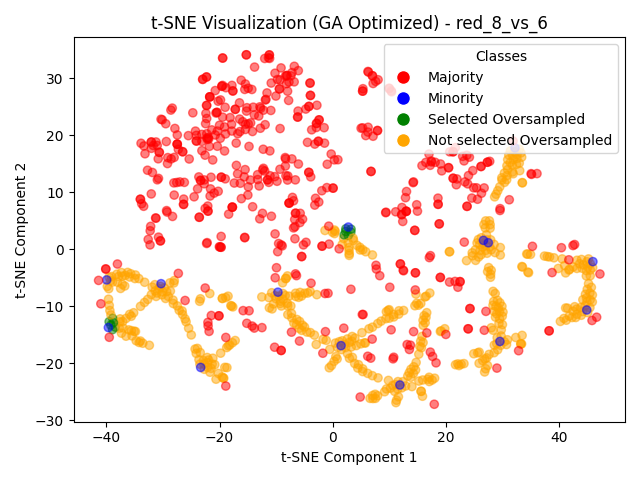 t-SNE Visualization (GA Optimized) - red_8_vs_6
Classes
Majority
Minority
Selected Oversampled
Not selected Oversampled
t-SNE Component 2
30
20
10
0
−10
−20
−30
−40
−20
0
20
40
t-SNE Component 1